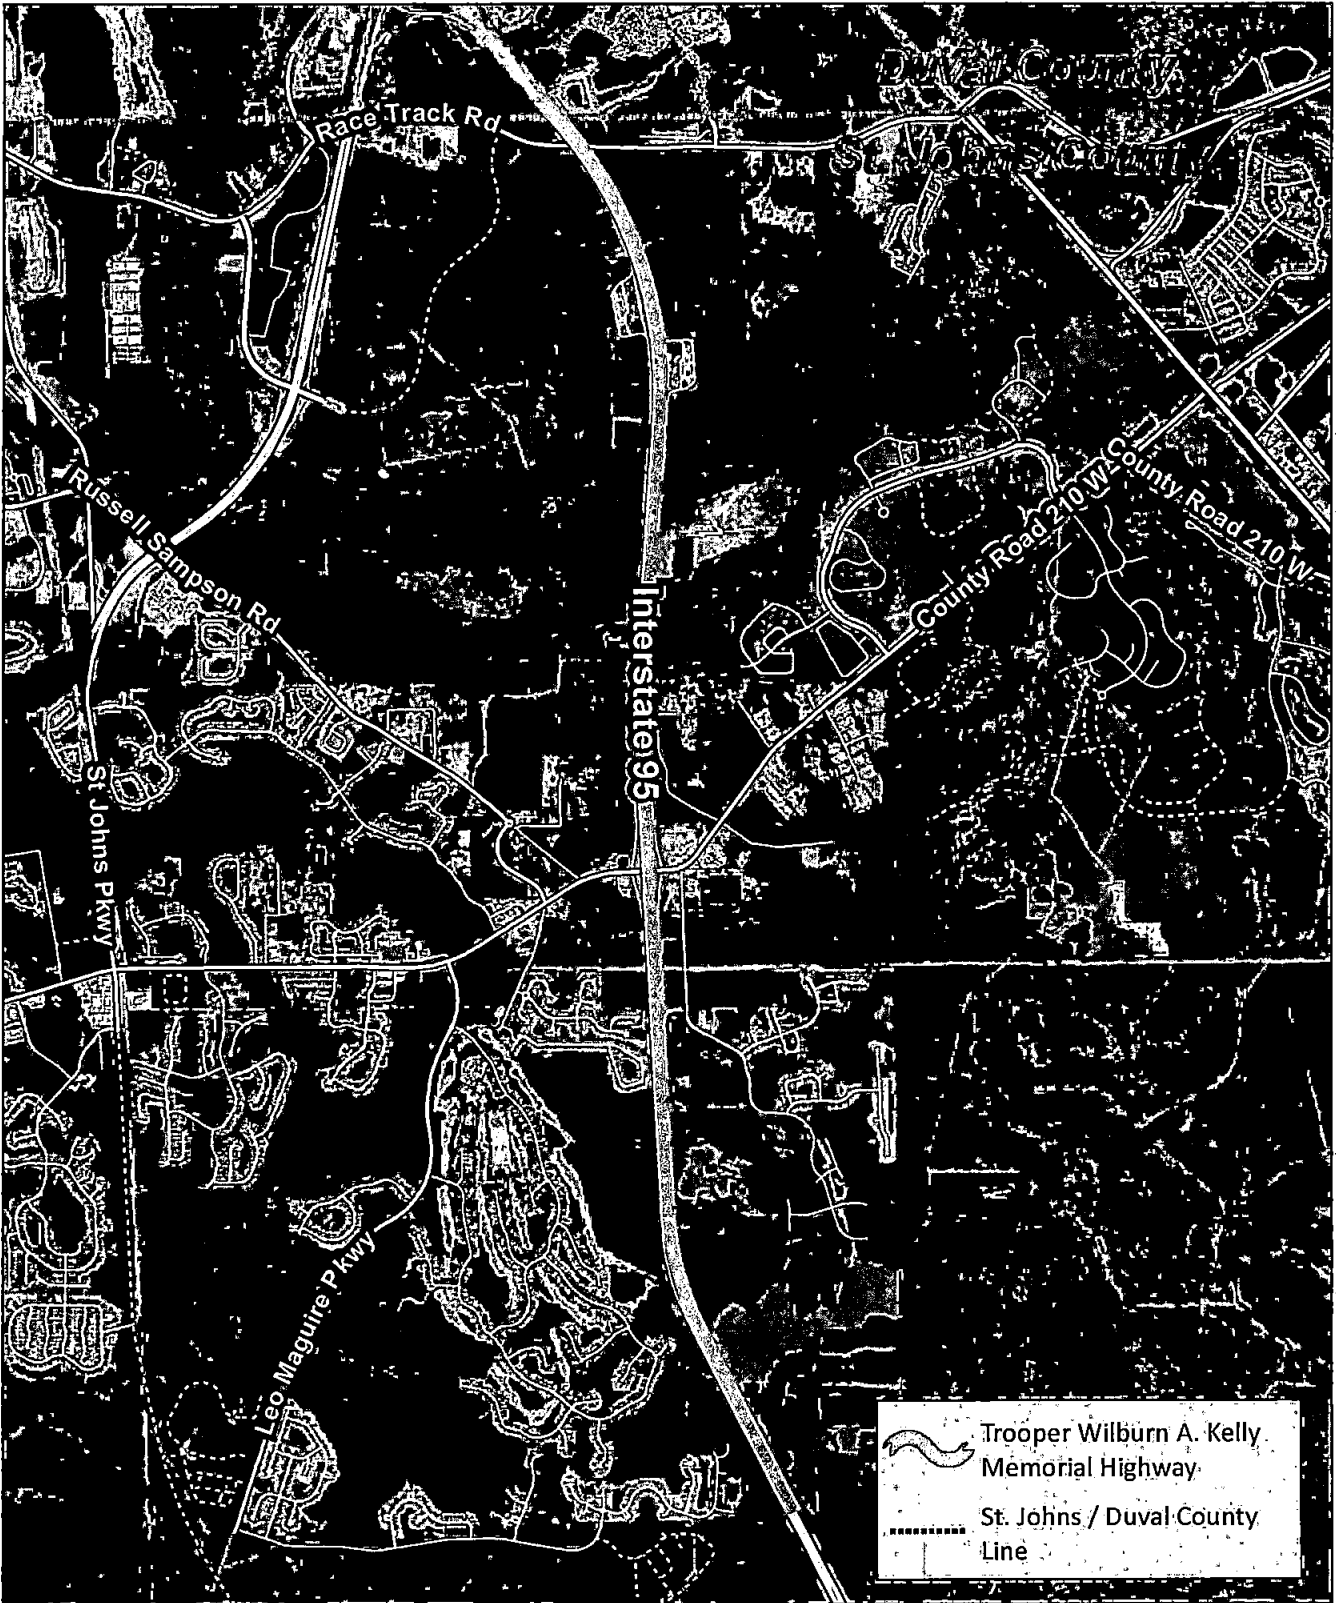 Duval County
Race Track Rd
St. Johns County
Russell Sampson Rd
County Road 210 W
County Road 210 W
Interstate 95
St Johns Pkwy
Leo Maguire Pkwy
Trooper Wilburn A. Kelly
Memorial Highway
St. Johns / Duval County
Line